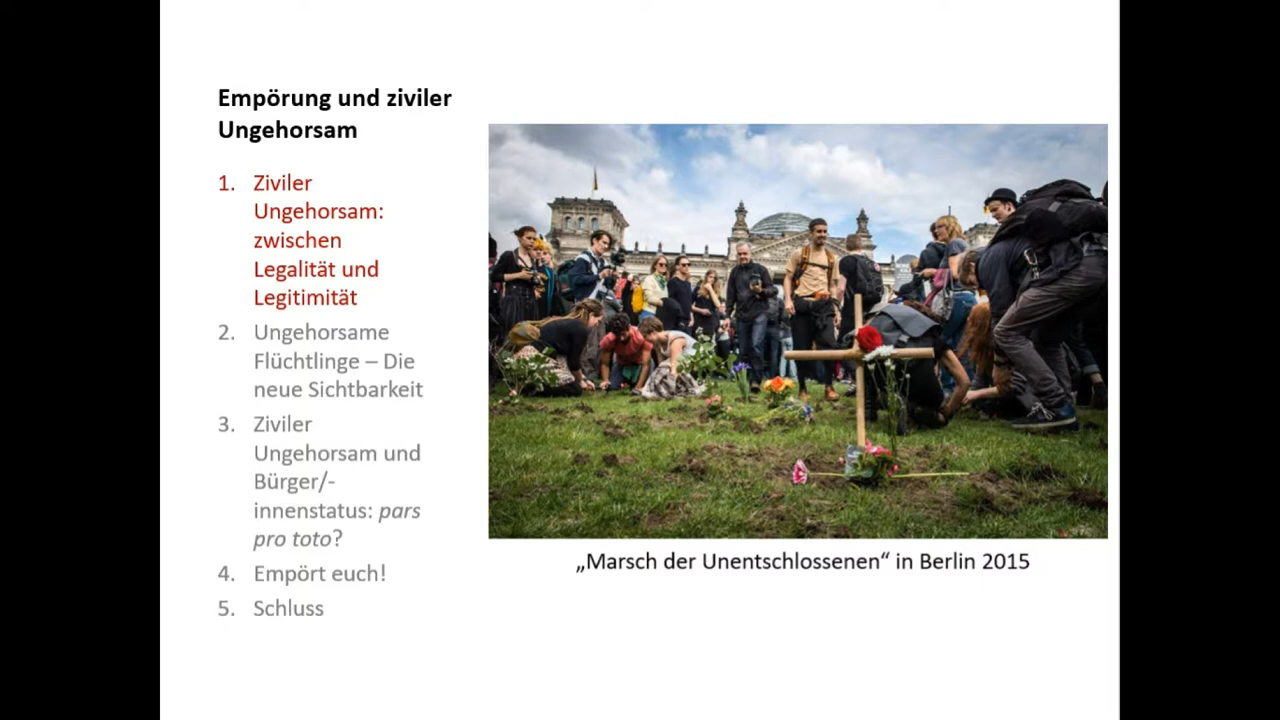 Empörung und ziviler
Ungehorsam
1. Ziviler
Ungehorsam:
zwischen
Legalität und
Legitimität
2. Ungehorsame
Flüchtlinge – Die
neue Sichtbarkeit
3. Ziviler
Ungehorsam und
Bürger/-
innenstatus: pars
pro toto?
4. Empört euch!
5. Schluss
„Marsch der Unentschlossenen“ in Berlin 2015